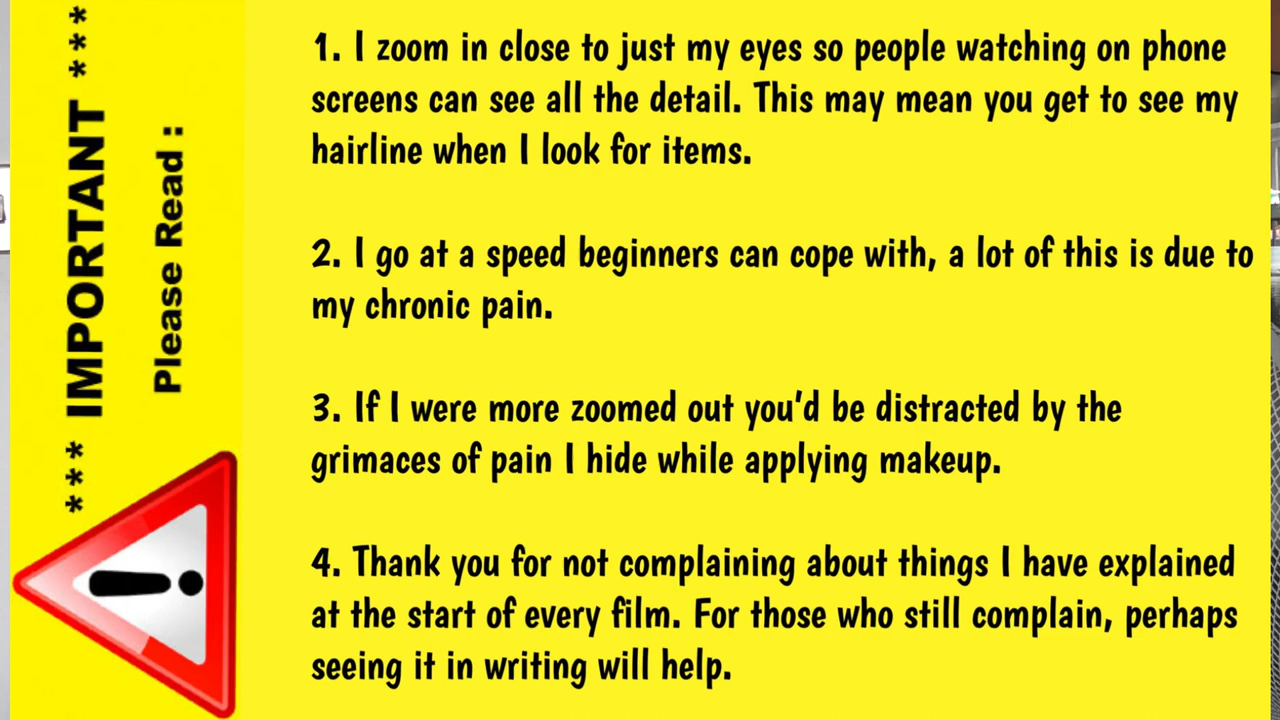 *** IMPORTANT ***
Please Read :
1. I zoom in close to just my eyes so people watching on phone
screens can see all the detail. This may mean you get to see my
hairline when I look for items.
2. I go at a speed beginners can cope with, a lot of this is due to
my chronic pain.
3. If I were more zoomed out you'd be distracted by the
grimaces of pain I hide while applying makeup.
4. Thank you for not complaining about things I have explained
at the start of every film. For those who still complain, perhaps
seeing it in writing will help.